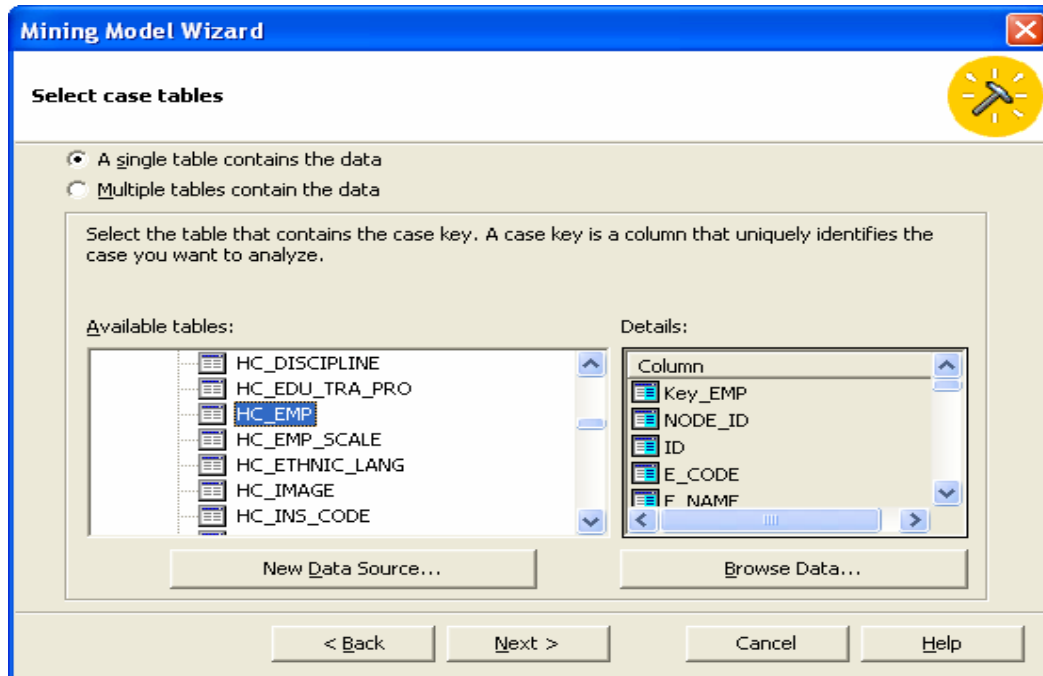 Mining Model Wizard
Select case tables
A single table contains the data
Multiple tables contain the data
Select the table that contains the case key. A case key is a column that uniquely identifies the
case you want to analyze.
Available tables:
Details:
HC_DISCIPLINE
HC_EDU_TRA_PRO
HC_EMP
HC_EMP_SCALE
HC_ETHNIC_LANG
HC_IMAGE
HC_INS_CODE
Column
Key_EMP
NODE_ID
ID
E_CODE
New Data Source...
Browse Data...
< Back
Next >
Cancel
Help